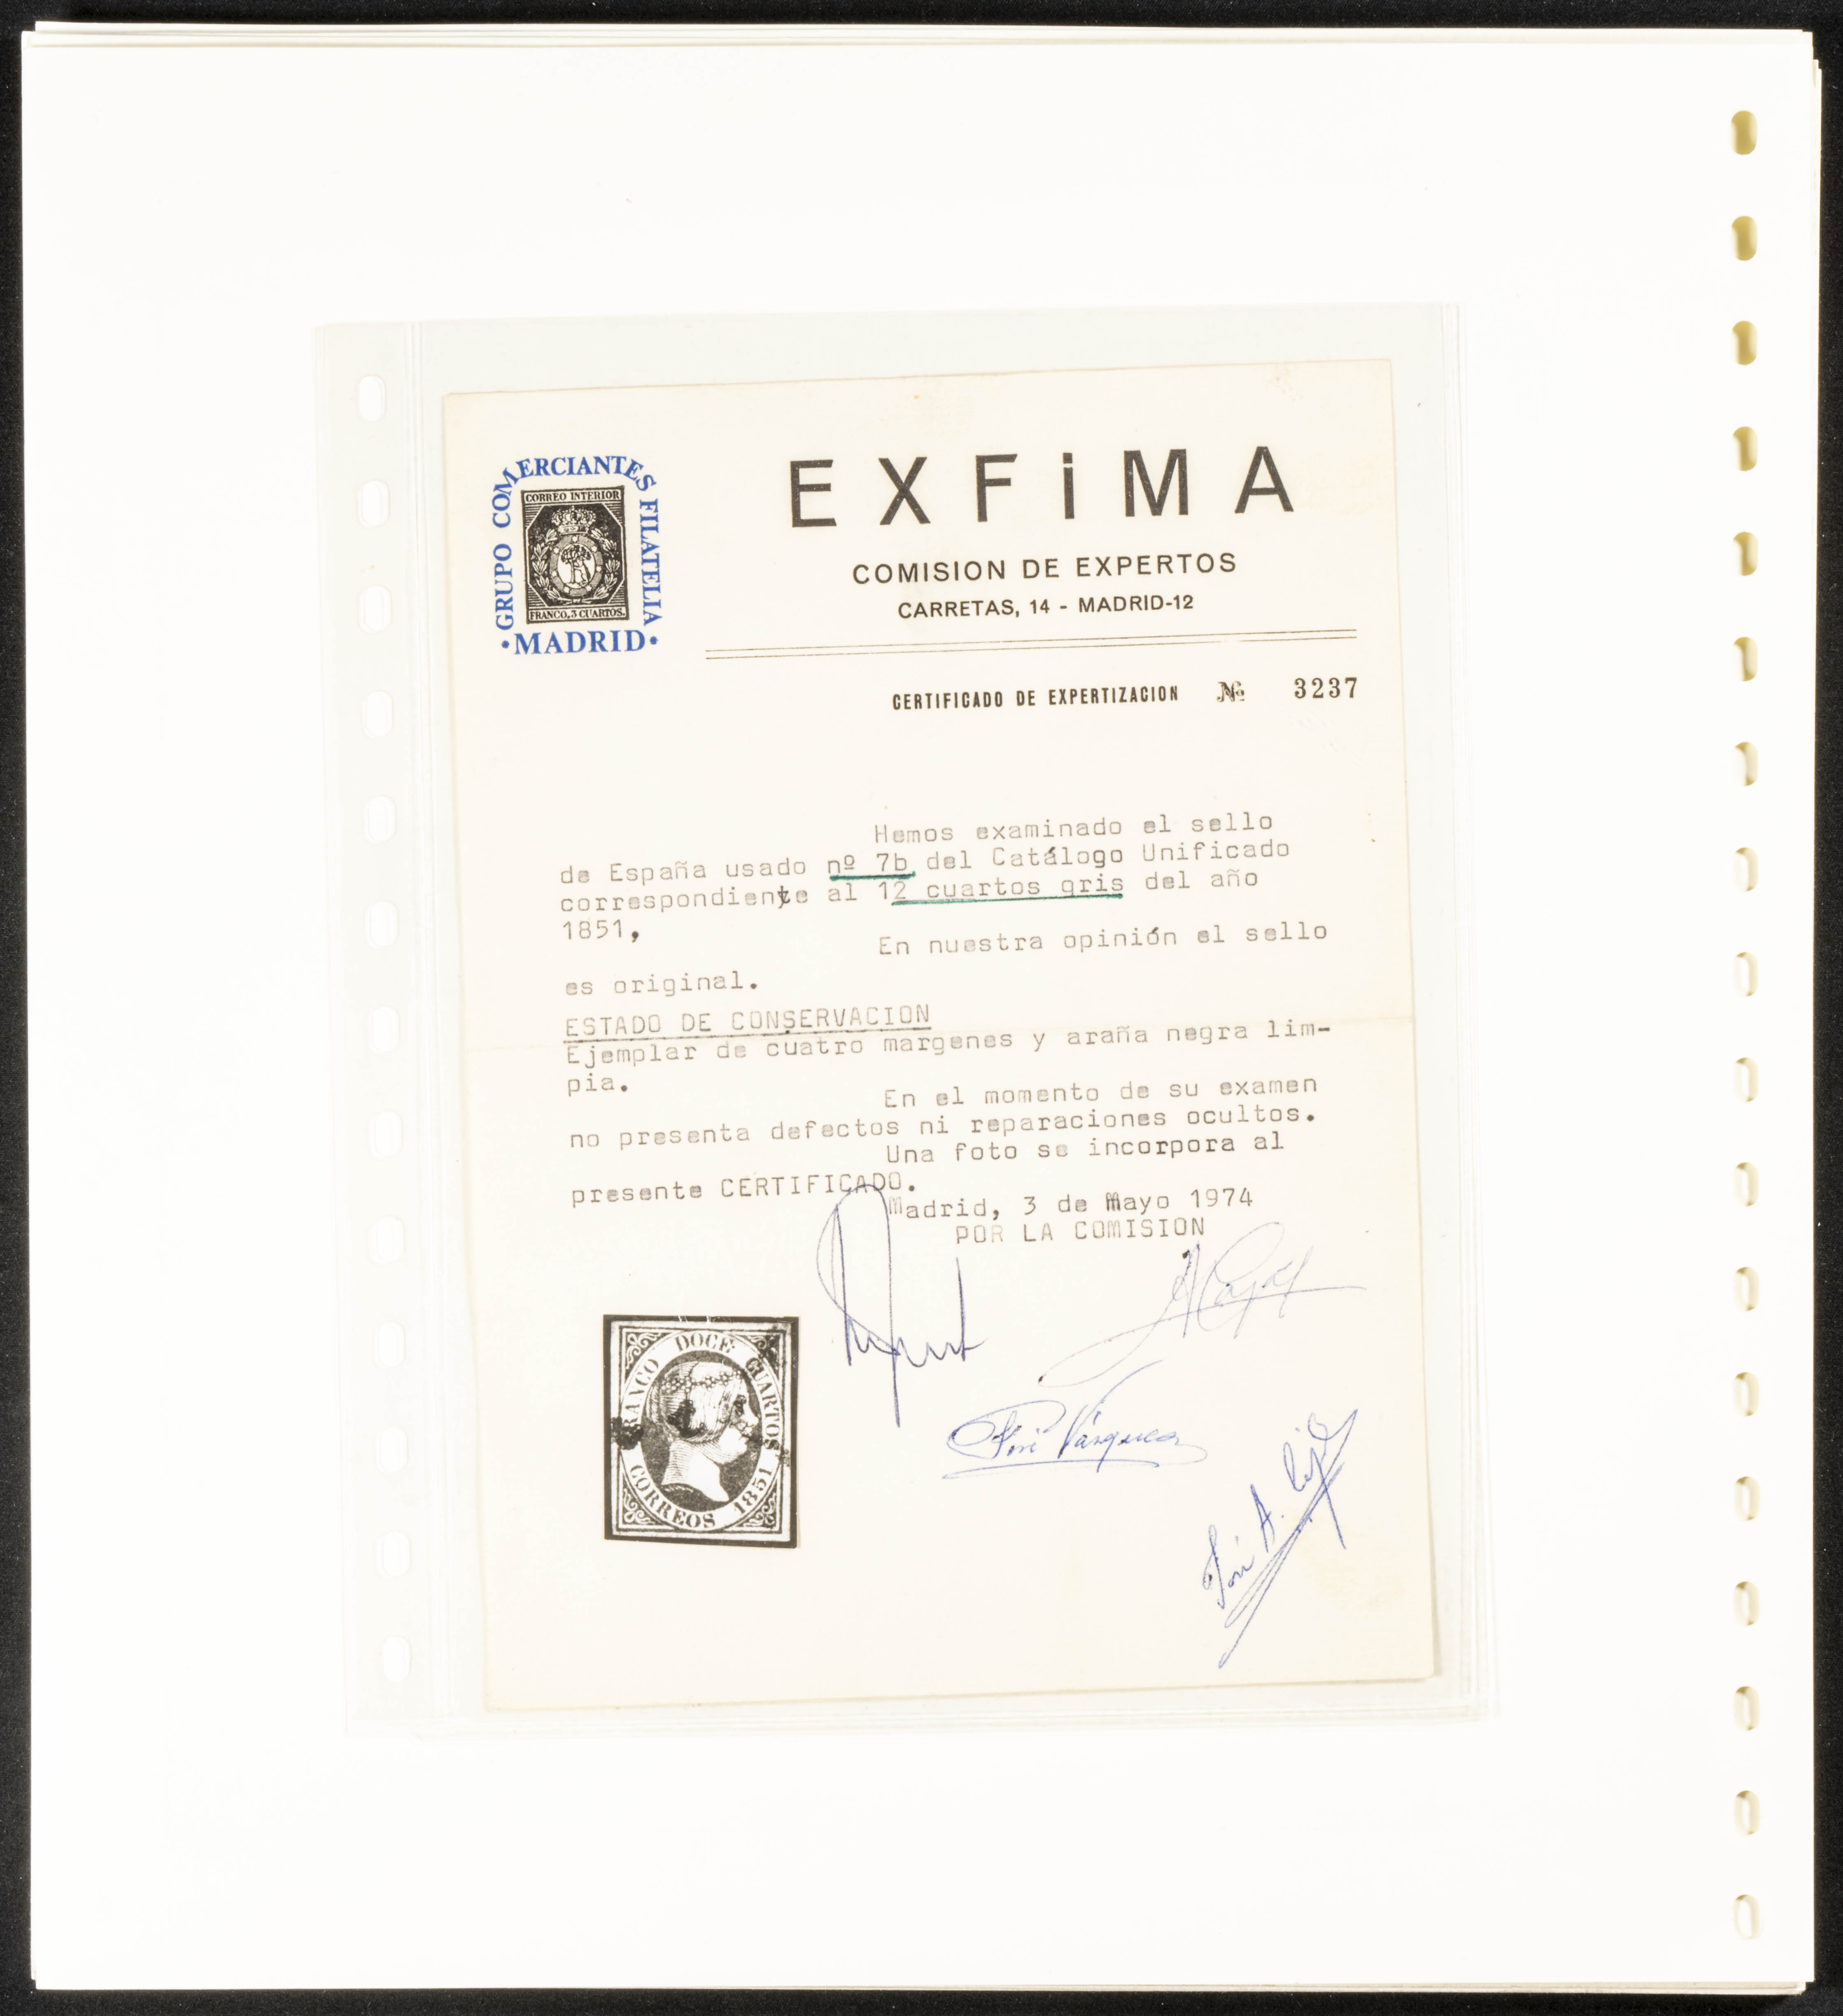 GRUPO COMERCIANTES FILATELIA
•MADRID•
CORREO INTERIOR
FRANCO, 3 CUARTOS.
EXFiMA
COMISION DE EXPERTOS
CARRETAS, 14 - MADRID-12
CERTIFICADO DE EXPERTIZACION № 3237
Hemos examinado el sello
de España usado nº 7b del Catálogo Unificado
correspondiente al 12 cuartos gris del año
1851,
En nuestra opinión el sello
es original.
ESTADO DE CONSERVACION
Ejemplar de cuatro margenes y araña negra lim-
pia.
En el momento de su examen
no presenta defectos ni reparaciones ocultos.
Una foto se incorpora al
presente CERTIFICADO.
Madrid, 3 de Mayo 1974
POR LA COMISION
FRANCO DOCE CUARTOS
CORREOS 1851
José Vázquez
José A.